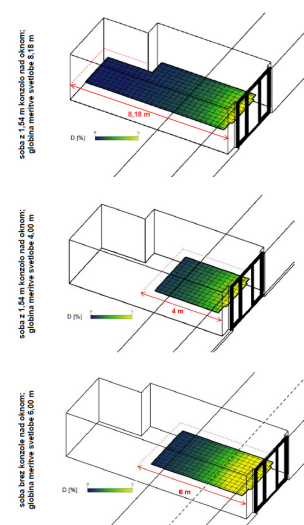 soba z 1,54 m konzolo nad oknom;
globina meritve svetlobe 8,18 m
8,18 m
D [%]
soba z 1,54 m konzolo nad oknom;
globina meritve svetlobe 4,00 m
4 m
D [%]
soba brez konzole nad oknom;
globina meritve svetlobe 6,00 m
6 m
D [%]